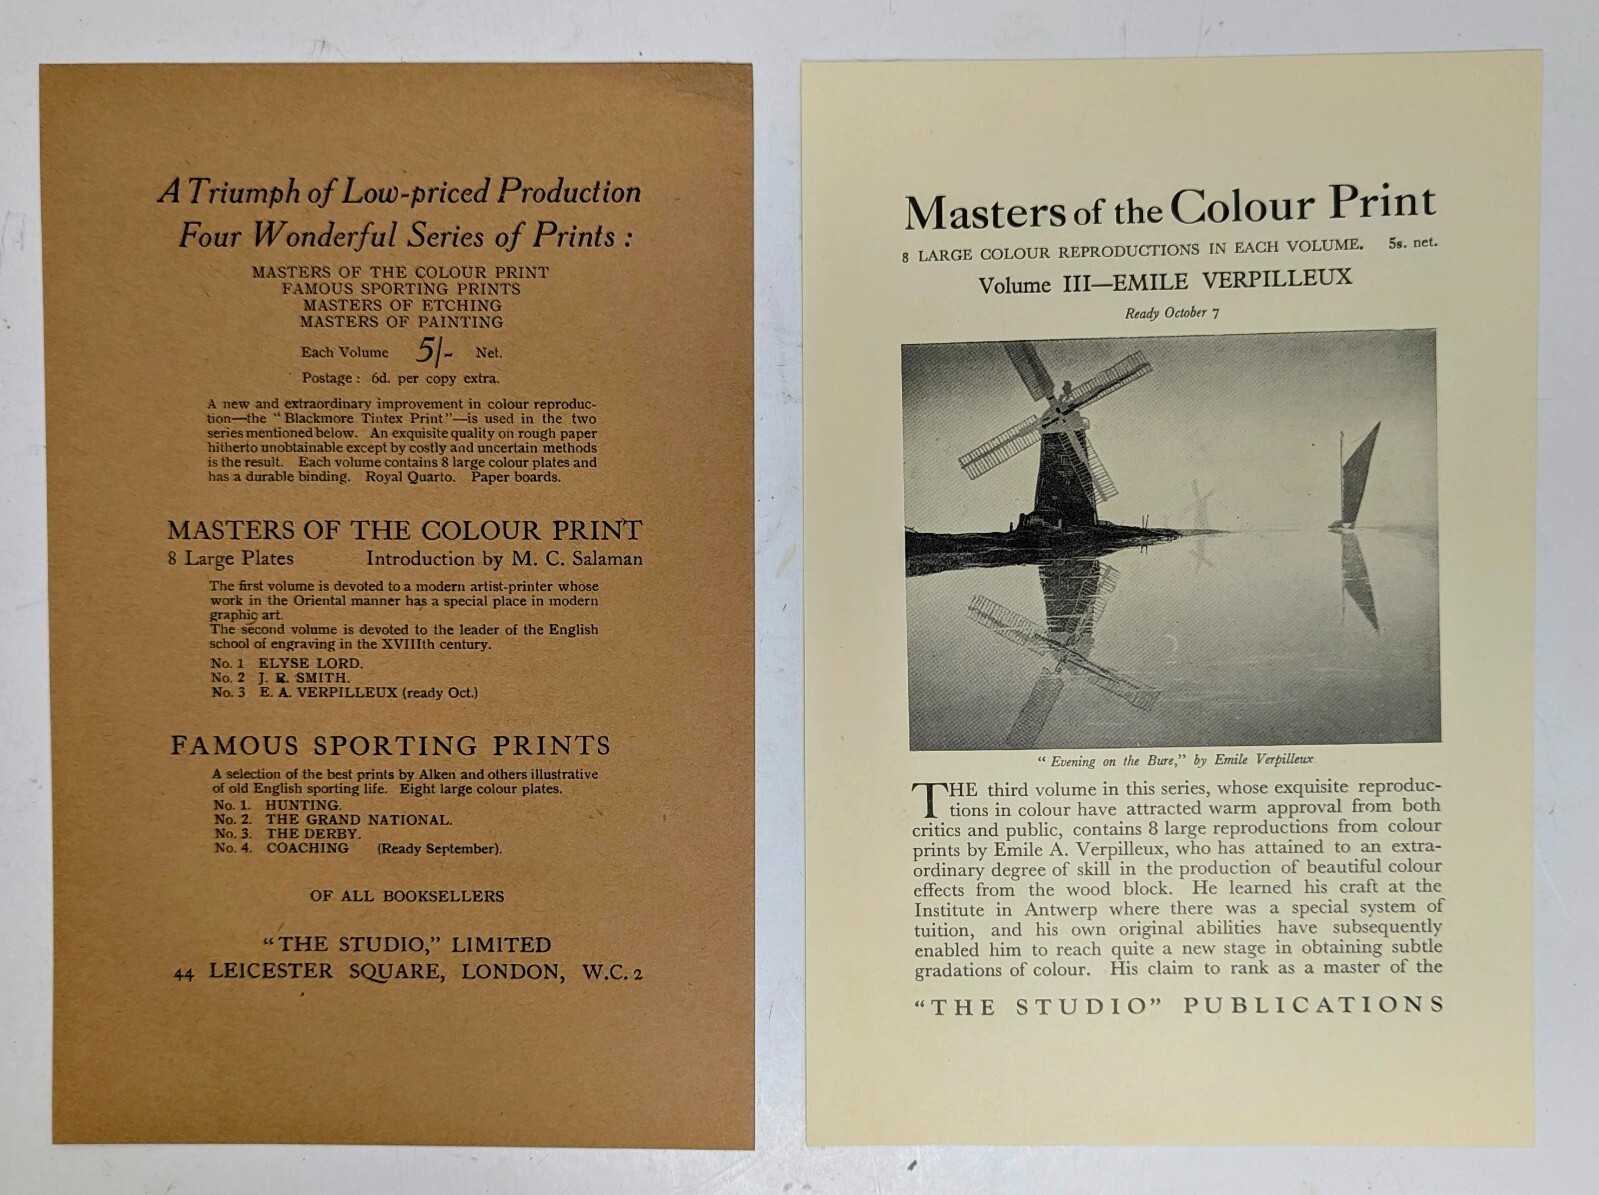 A Triumph of Low-priced Production
Four Wonderful Series of Prints :
MASTERS OF THE COLOUR PRINT
FAMOUS SPORTING PRINTS
MASTERS OF ETCHING
MASTERS OF PAINTING
Each Volume 5/- Net.
Postage : 6d. per copy extra.
A new and extraordinary improvement in colour reproduc-
tion—the "Blackmore Tintex Print"—is used in the two
series mentioned below. An exquisite quality on rough paper
hitherto unobtainable except by costly and uncertain methods
is the result. Each volume contains 8 large colour plates and
has a durable binding. Royal Quarto. Paper boards.
MASTERS OF THE COLOUR PRINT
8 Large Plates Introduction by M. C. Salaman
The first volume is devoted to a modern artist-printer whose
work in the Oriental manner has a special place in modern
graphic art.
The second volume is devoted to the leader of the English
school of engraving in the XVIIIth century.
No. 1 ELYSE LORD.
No. 2 J. R. SMITH.
No. 3 E. A. VERPILLEUX (ready Oct.)
FAMOUS SPORTING PRINTS
A selection of the best prints by Alken and others illustrative
of old English sporting life. Eight large colour plates.
No. 1. HUNTING.
No. 2. THE GRAND NATIONAL.
No. 3. THE DERBY.
No. 4. COACHING (Ready September).
OF ALL BOOKSELLERS
"THE STUDIO," LIMITED
44 LEICESTER SQUARE, LONDON, W.C. 2
Masters of the Colour Print
8 LARGE COLOUR REPRODUCTIONS IN EACH VOLUME. 5s. net.
Volume III—EMILE VERPILLEUX
Ready October 7
"Evening on the Bure," by Emile Verpilleux
THE third volume in this series, whose exquisite reproduc-
tions in colour have attracted warm approval from both
critics and public, contains 8 large reproductions from colour
prints by Emile A. Verpilleux, who has attained to an extra-
ordinary degree of skill in the production of beautiful colour
effects from the wood block. He learned his craft at the
Institute in Antwerp where there was a special system of
tuition, and his own original abilities have subsequently
enabled him to reach quite a new stage in obtaining subtle
gradations of colour. His claim to rank as a master of the
"THE STUDIO" PUBLICATIONS